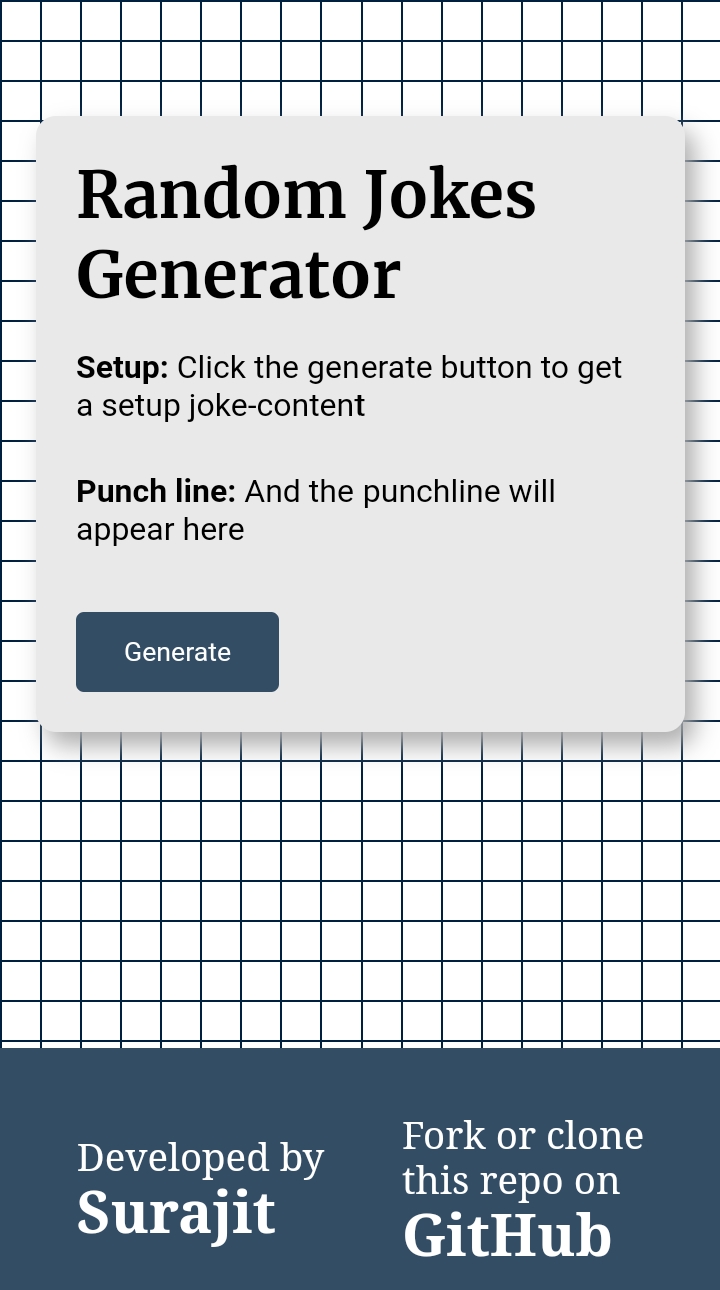 Random Jokes
Generator
Setup: Click the generate button to get
a setup joke-content
Punch line: And the punchline will
appear here
Generate
Developed by
Surajit
Fork or clone
this repo on
GitHub